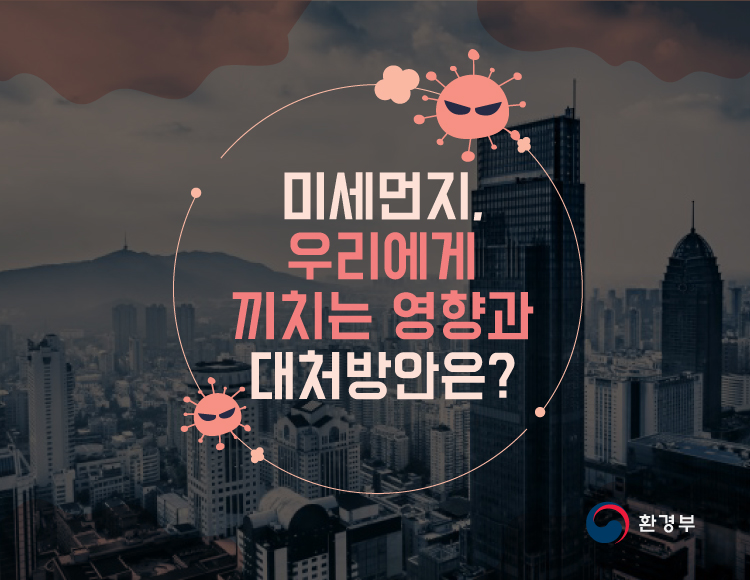 미세먼지,
우리에게
끼치는 영향과
대처방안은?
환경부